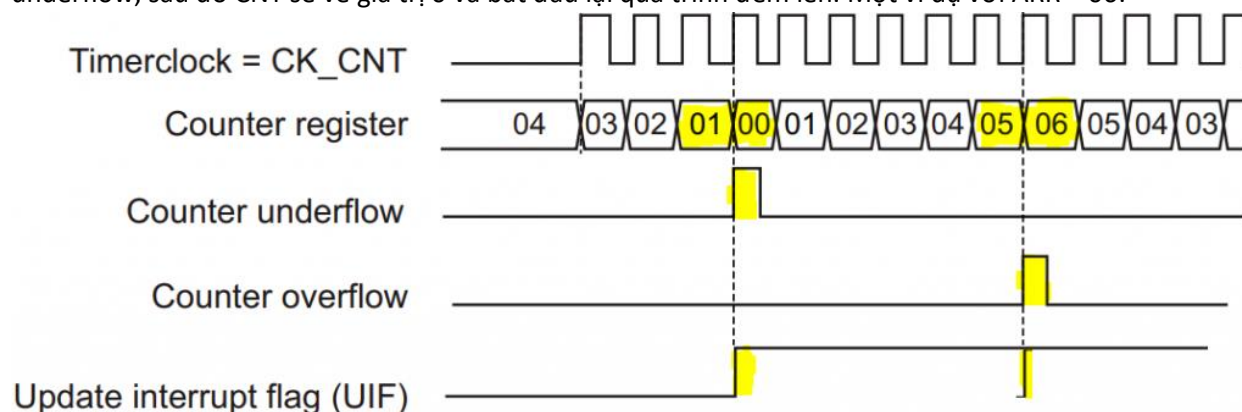 underflow, sau đó CNT sẽ về giá trị 0 và bắt đầu lại quá trình đếm lên. Một ví dụ với ARR = 06:
Timerclock = CK_CNT
Counter register 04 03 02 01 00 01 02 03 04 05 06 05 04 03
Counter underflow
Counter overflow
Update interrupt flag (UIF)